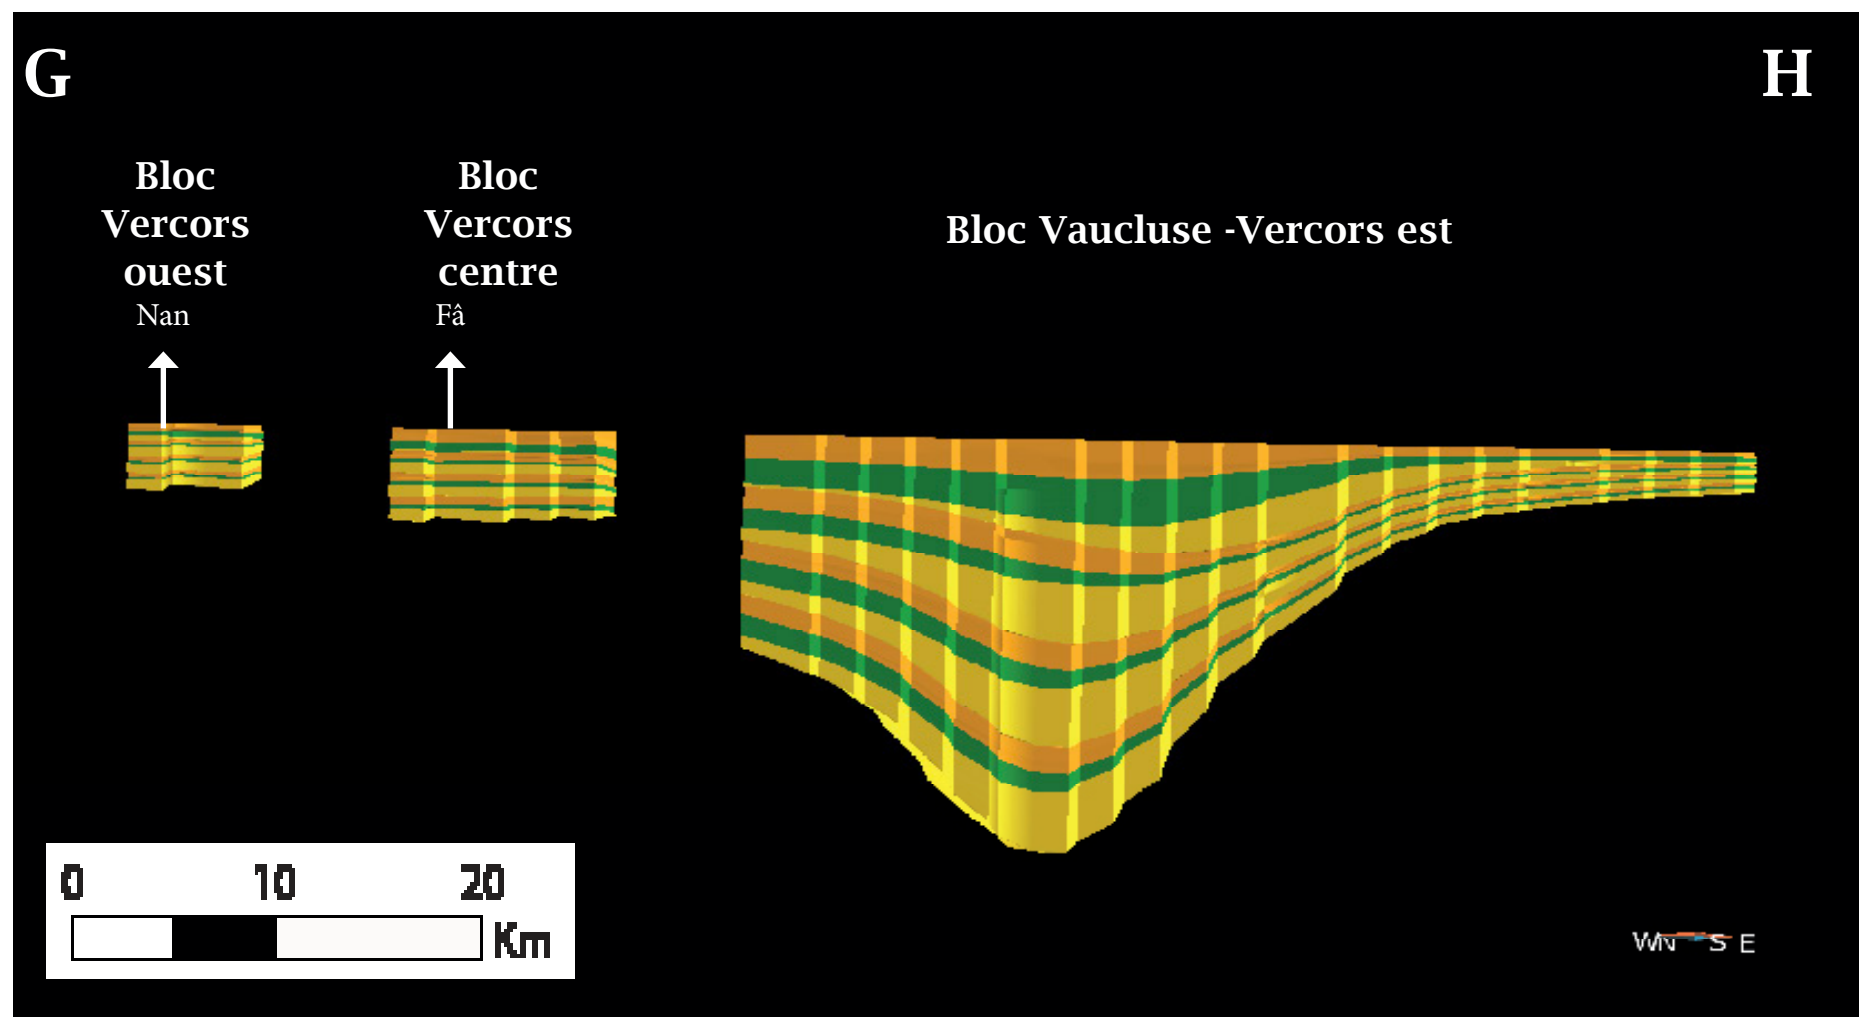 G
H
Bloc
Vercors
ouest
Nan
Bloc
Vercors
centre
Fâ
Bloc Vaucluse -Vercors est
0 10 20
Km
W N S E